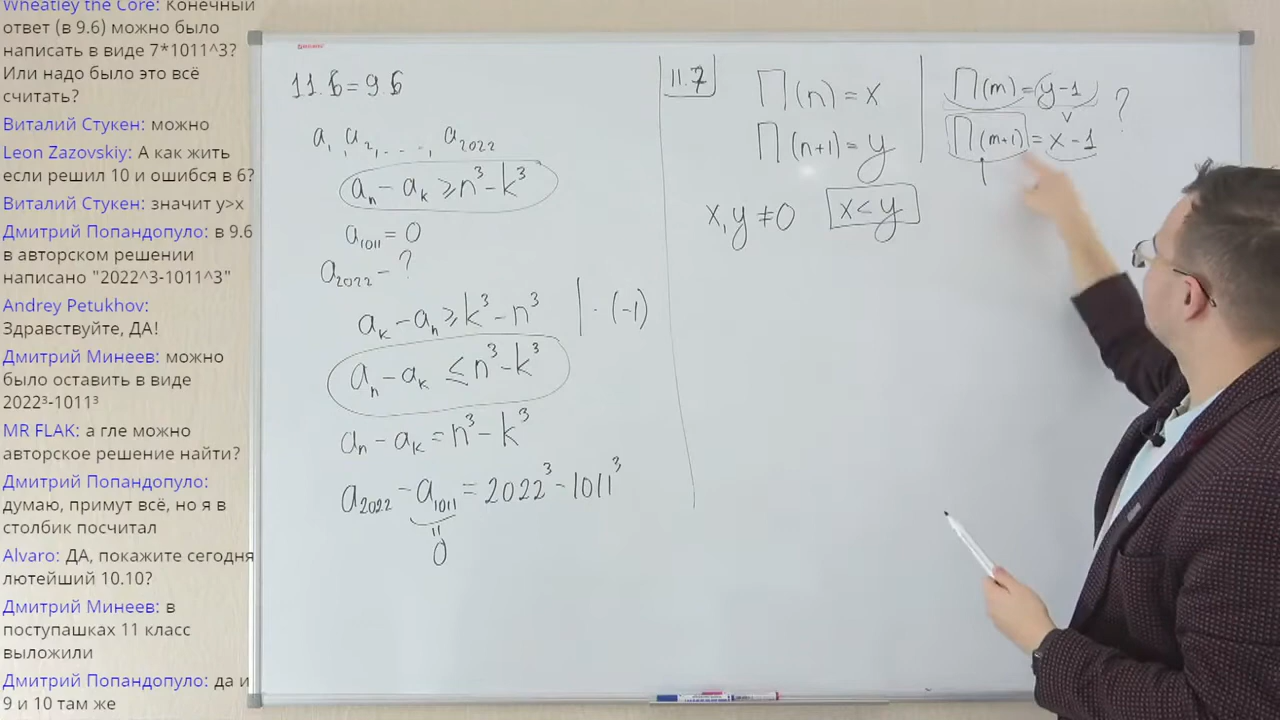 Wheatley the Core: Конечный
ответ (в 9.6) можно было
написать в виде 7*1011^3?
Или надо было это всё
считать?
Виталий Стукен: можно
Leon Zazovskiy: А как жить
если решил 10 и ошибся в 6?
Виталий Стукен: значит y>x
Дмитрий Попандопуло: в 9.6
в авторском решении
написано "2022^3-1011^3"
Andrey Petukhov:
Здравствуйте, ДА!
Дмитрий Минеев: можно
было оставить в виде
2022³-1011³
MR FLAK: а гле можно
авторское решение найти?
Дмитрий Попандопуло:
думаю, примут всё, но я в
столбик посчитал
Alvaro: ДА, покажите сегодня
лютейший 10.10?
Дмитрий Минеев: в
поступашках 11 класс
выложили
Дмитрий Попандопуло: да и
9 и 10 там же
11.6 = 9.6
a₁, a₂, ..., a₂₀₂₂
aₙ - aₖ ≥ n³ - k³
a₁₀₁₁ = 0
a₂₀₂₂ - ?
aₖ - aₙ ≥ k³ - n³ | · (-1)
aₙ - aₖ ≤ n³ - k³
aₙ - aₖ = n³ - k³
a₂₀₂₂ - a₁₀₁₁ = 2022³ - 1011³
0
11.7
П(n) = x
П(n+1) = y
x, y ≠ 0
x < y
П(m) = y-1
П(m+1) = x-1
?